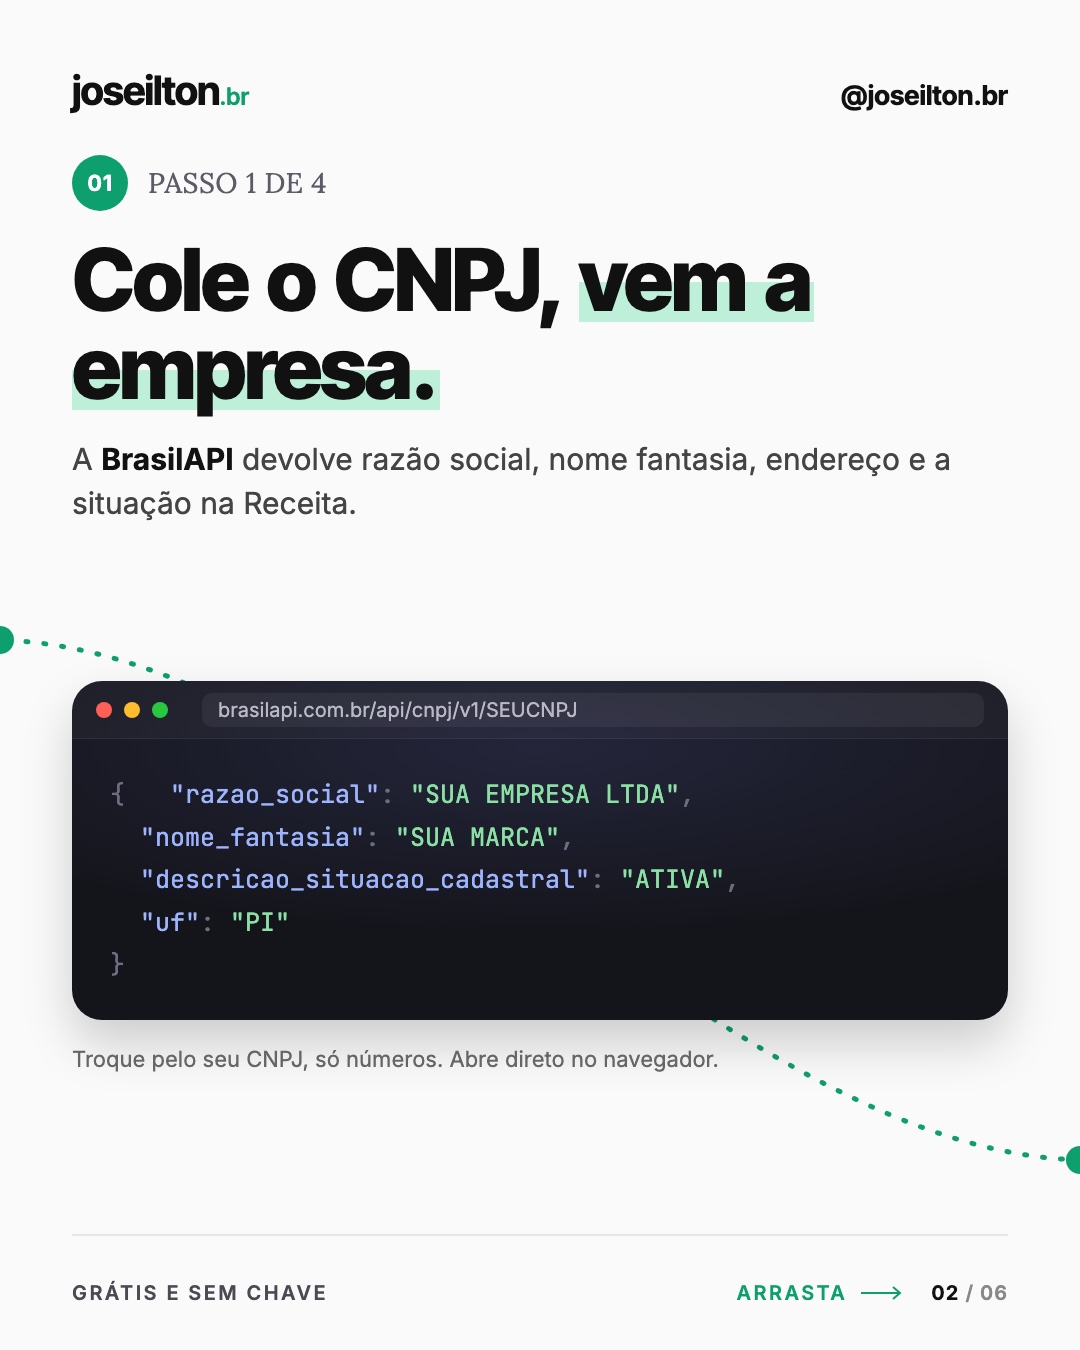 joseilton.br
@joseilton.br
01
PASSO 1 DE 4
Cole o CNPJ, vem a
empresa.
A BrasilAPI devolve razão social, nome fantasia, endereço e a
situação na Receita.
brasilapi.com.br/api/cnpj/v1/SEUCNPJ
{   "razao_social": "SUA EMPRESA LTDA",
  "nome_fantasia": "SUA MARCA",
  "descricao_situacao_cadastral": "ATIVA",
  "uf": "PI"
}
Troque pelo seu CNPJ, só números. Abre direto no navegador.
GRÁTIS E SEM CHAVE
ARRASTA
02 / 06